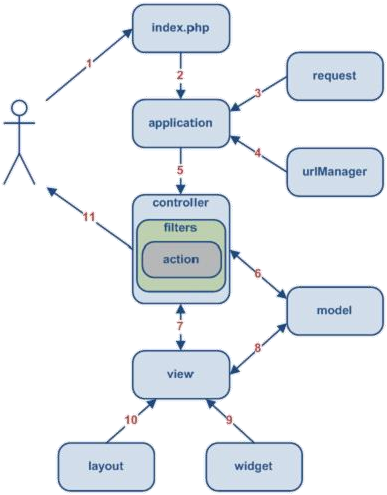 index.php
1
2
request
3
application
4
urlManager
5
controller
filters
action
11
6
model
7
8
view
10
9
layout
widget